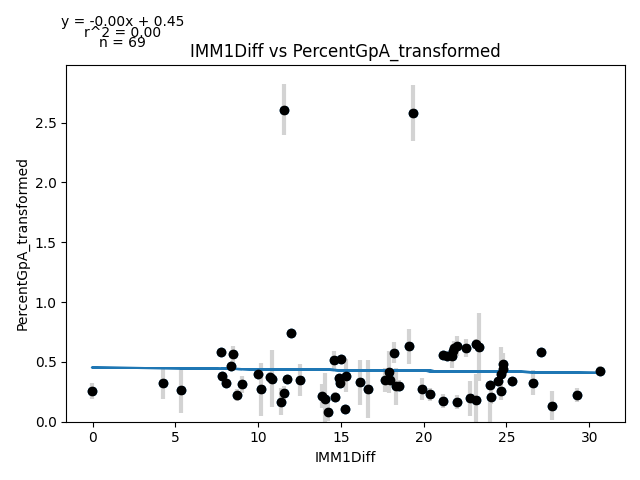 y = -0.00x + 0.45
r^2 = 0.00
n = 69
IMM1Diff vs PercentGpA_transformed
PercentGpA_transformed
2.5
2.0
1.5
1.0
0.5
0.0
0
5
10
15
20
25
30
IMM1Diff